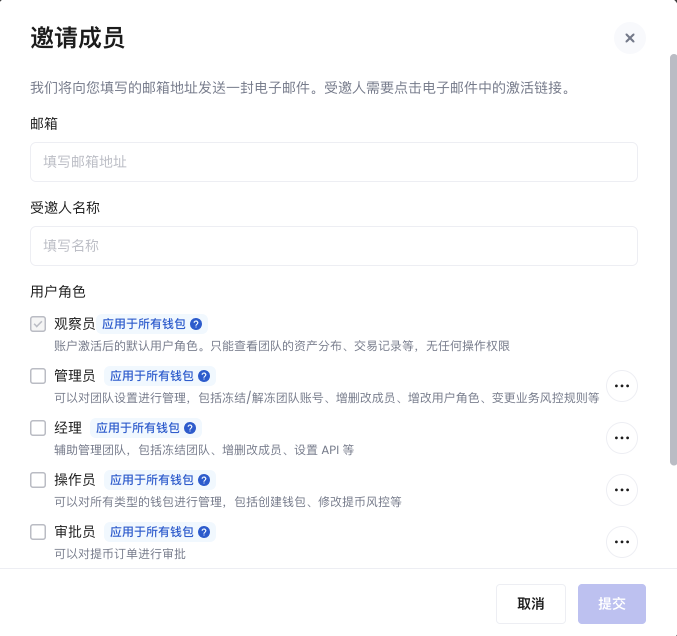 邀请成员
我们将向您填写的邮箱地址发送一封电子邮件。受邀人需要点击电子邮件中的激活链接。
邮箱
填写邮箱地址
受邀人名称
填写名称
用户角色
观察员 应用于所有钱包 ?
账户激活后的默认用户角色。只能查看团队的资产分布、交易记录等，无任何操作权限
管理员 应用于所有钱包 ?
可以对团队设置进行管理，包括冻结/解冻团队账号、增删改成员、增改用户角色、变更业务风控规则等
经理 应用于所有钱包 ?
辅助管理团队，包括冻结团队、增删改成员、设置 API 等
操作员 应用于所有钱包 ?
可以对所有类型的钱包进行管理，包括创建钱包、修改提币风控等
审批员 应用于所有钱包 ?
可以对提币订单进行审批
取消 提交